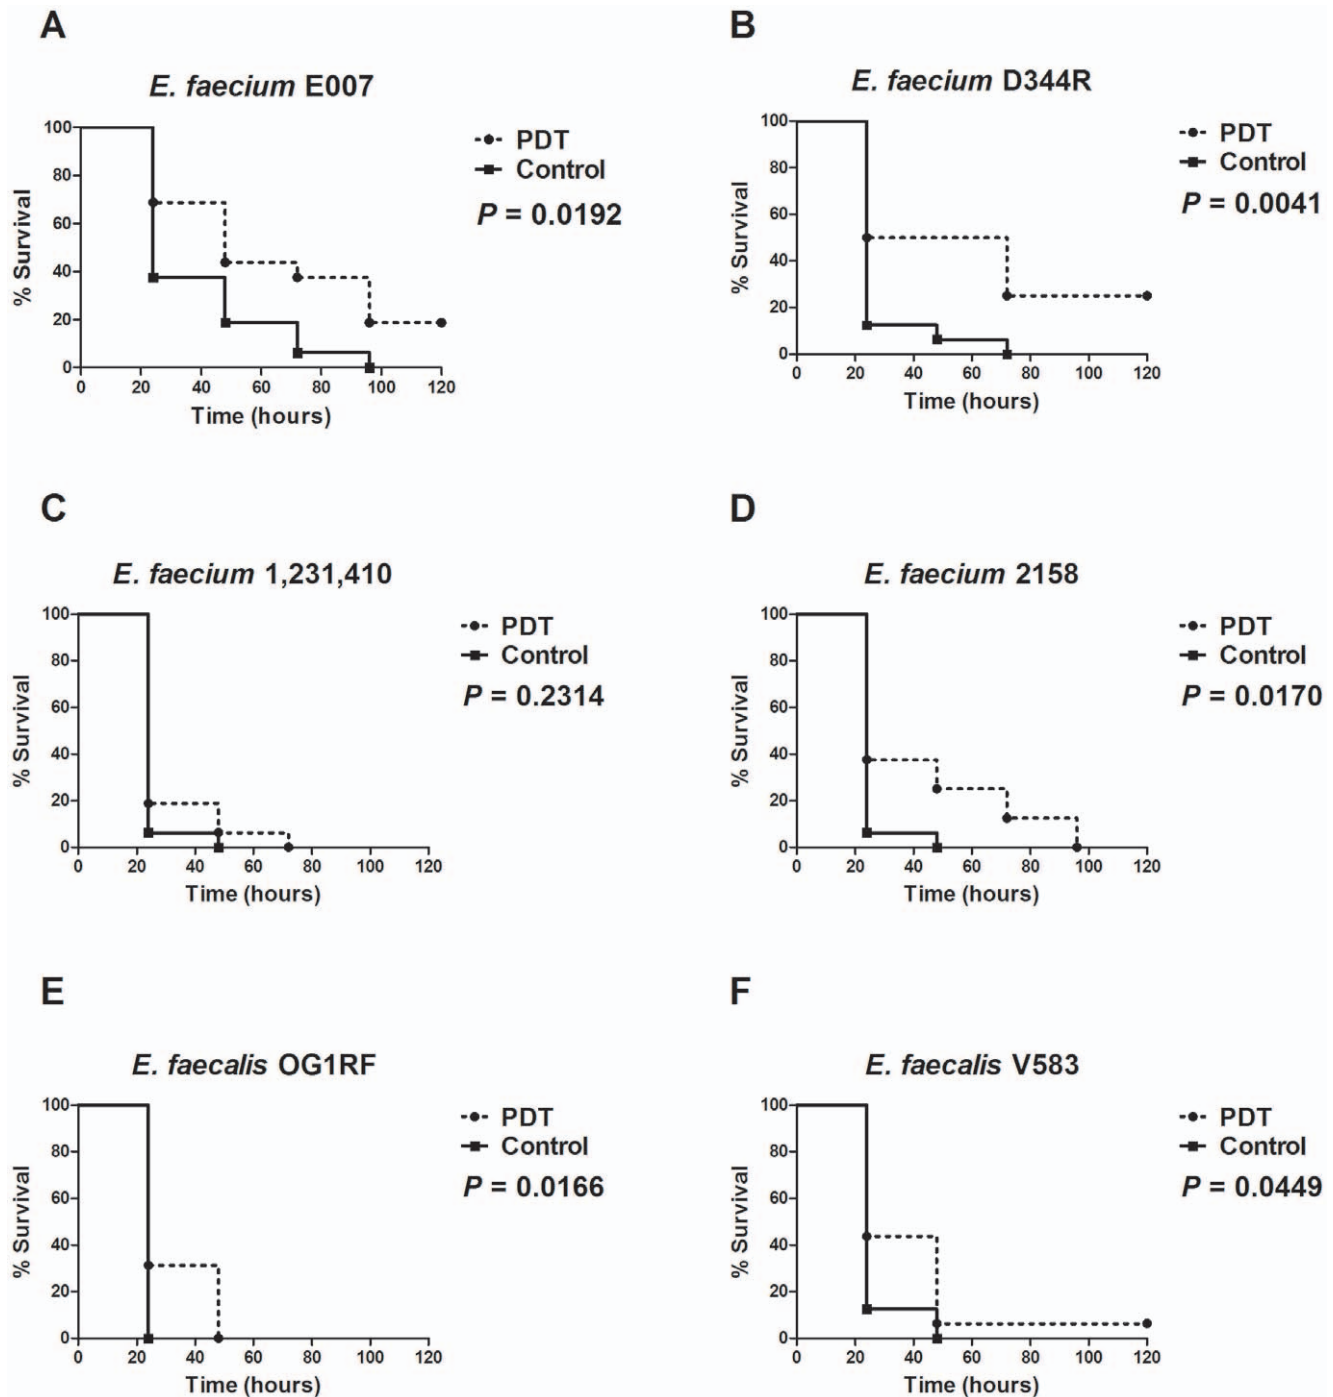 A
E. faecium E007
100
80
60
40
20
0
% Survival
0 20 40 60 80 100 120
Time (hours)
PDT
Control
P = 0.0192
B
E. faecium D344R
100
80
60
40
20
0
% Survival
0 20 40 60 80 100 120
Time (hours)
PDT
Control
P = 0.0041
C
E. faecium 1,231,410
100
80
60
40
20
0
% Survival
0 20 40 60 80 100 120
Time (hours)
PDT
Control
P = 0.2314
D
E. faecium 2158
100
80
60
40
20
0
% Survival
0 20 40 60 80 100 120
Time (hours)
PDT
Control
P = 0.0170
E
E. faecalis OG1RF
100
80
60
40
20
0
% Survival
0 20 40 60 80 100 120
Time (hours)
PDT
Control
P = 0.0166
F
E. faecalis V583
100
80
60
40
20
0
% Survival
0 20 40 60 80 100 120
Time (hours)
PDT
Control
P = 0.0449